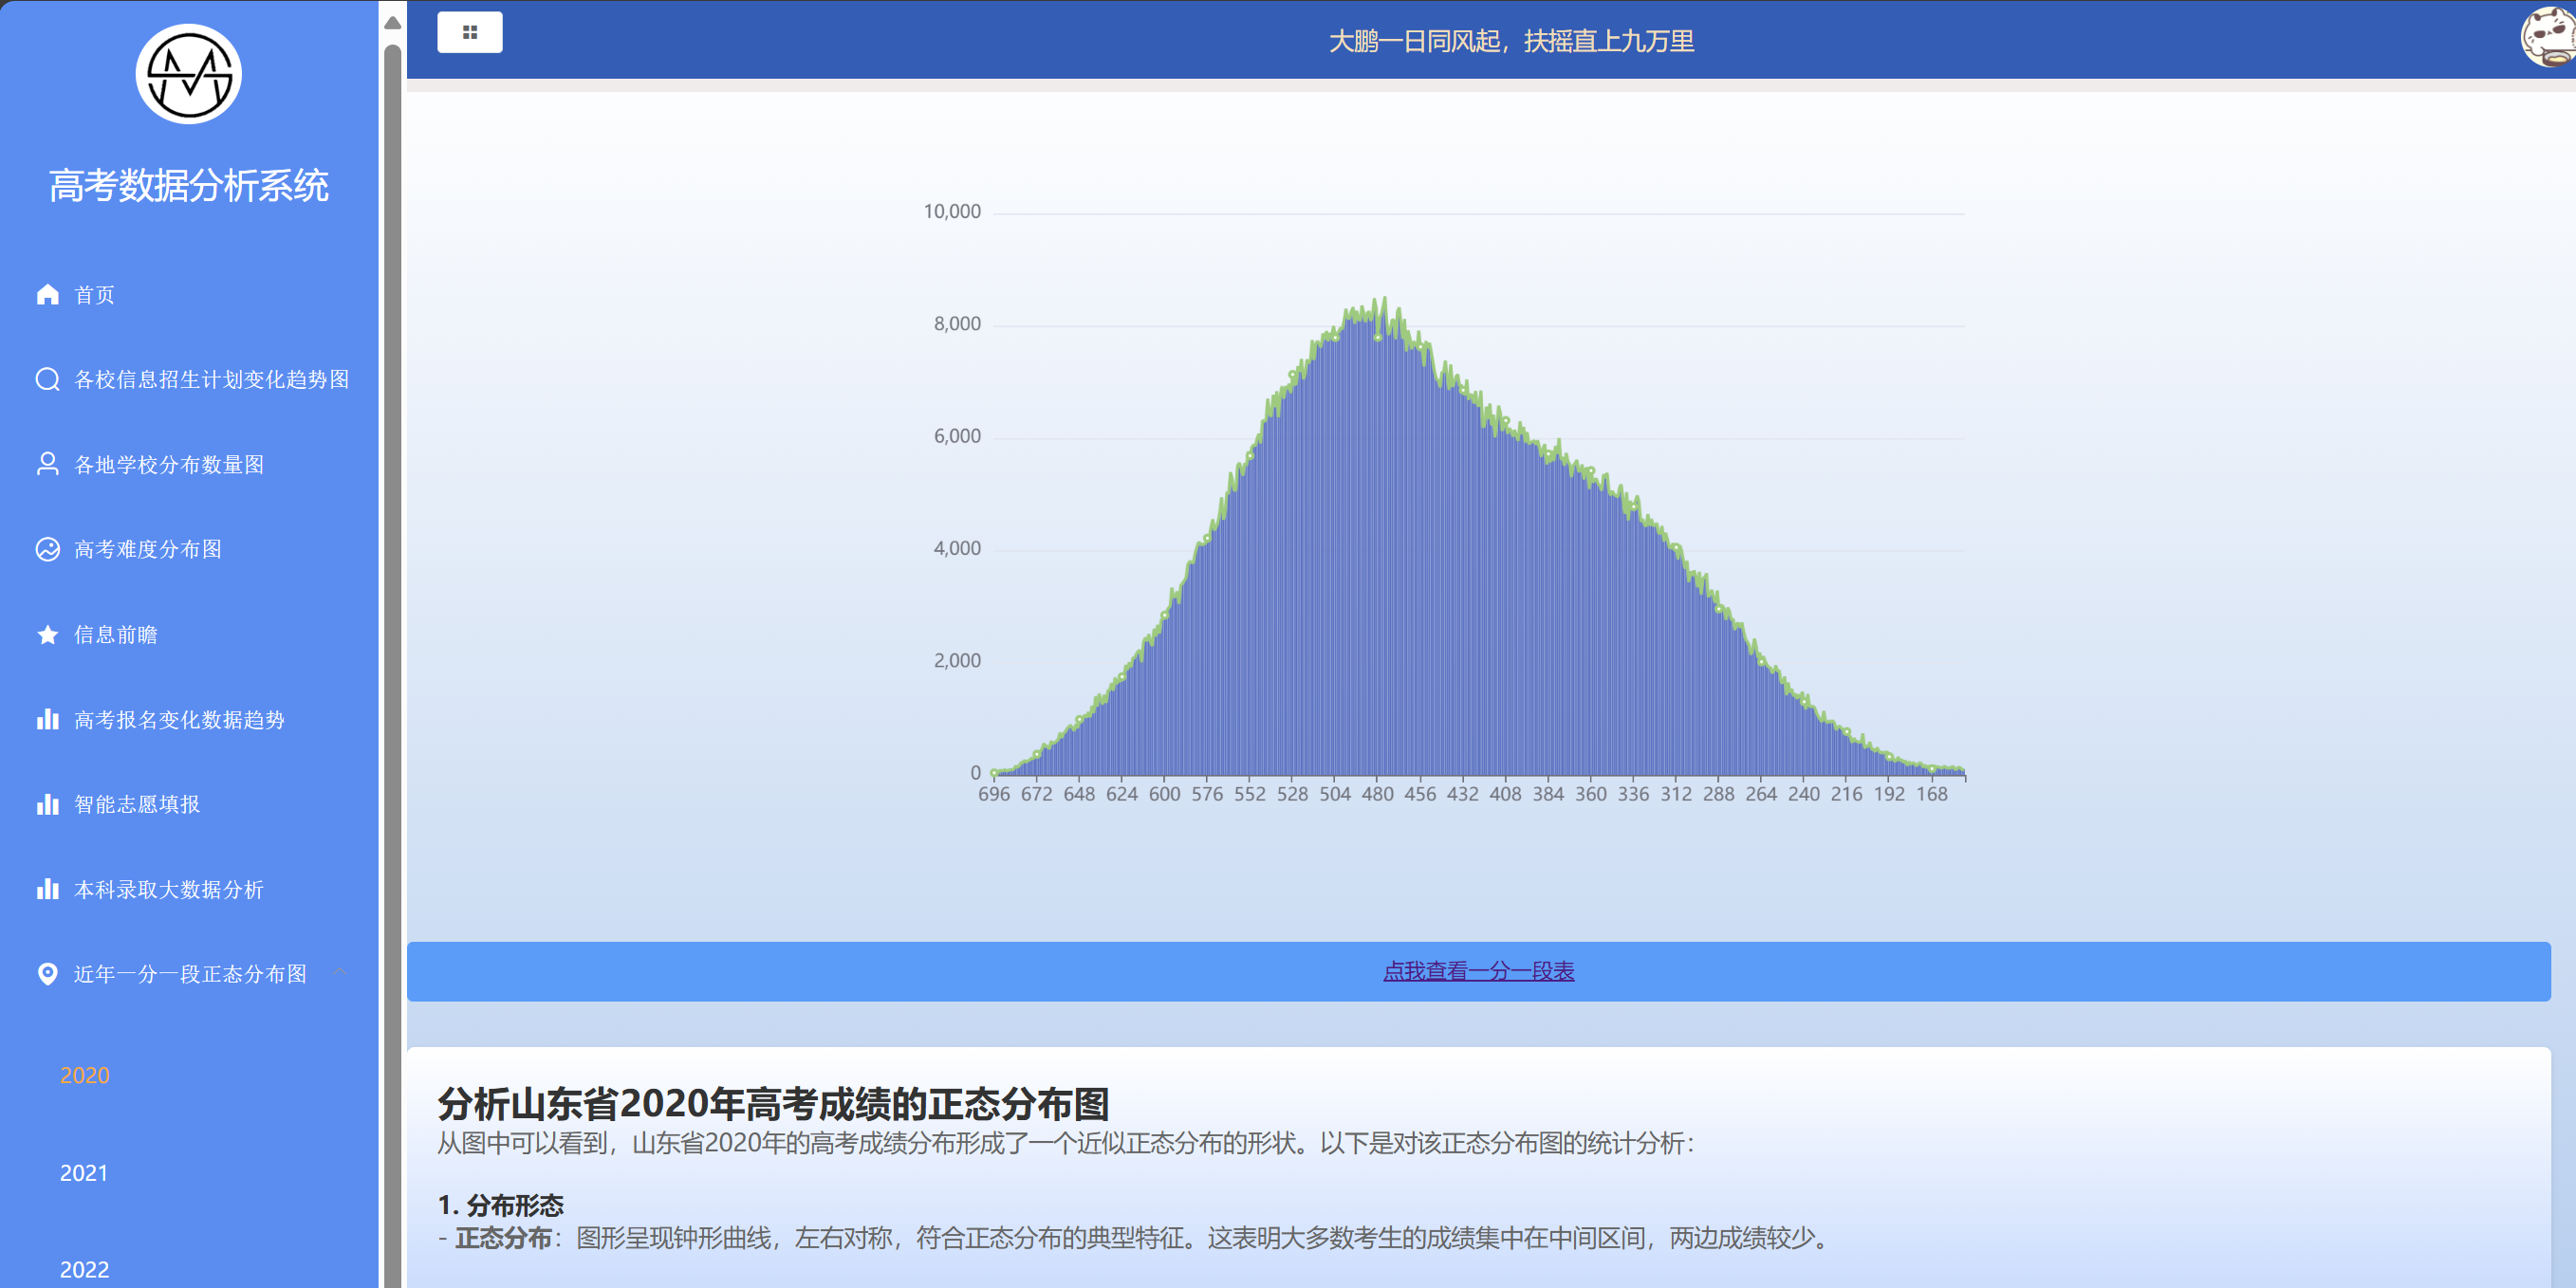 高考数据分析系统
首页
各校信息招生计划变化趋势图
各地学校分布数量图
高考难度分布图
信息前瞻
高考报名变化数据趋势
智能志愿填报
本科录取大数据分析
近年一分一段正态分布图
2020
2021
2022
大鹏一日同风起，扶摇直上九万里
10,000
8,000
6,000
4,000
2,000
0
696 672 648 624 600 576 552 528 504 480 456 432 408 384 360 336 312 288 264 240 216 192 168
点我查看一分一段表
分析山东省2020年高考成绩的正态分布图
从图中可以看到，山东省2020年的高考成绩分布形成了一个近似正态分布的形状。以下是对该正态分布图的统计分析：
1. 分布形态
- 正态分布：图形呈现钟形曲线，左右对称，符合正态分布的典型特征。这表明大多数考生的成绩集中在中间区间，两边成绩较少。